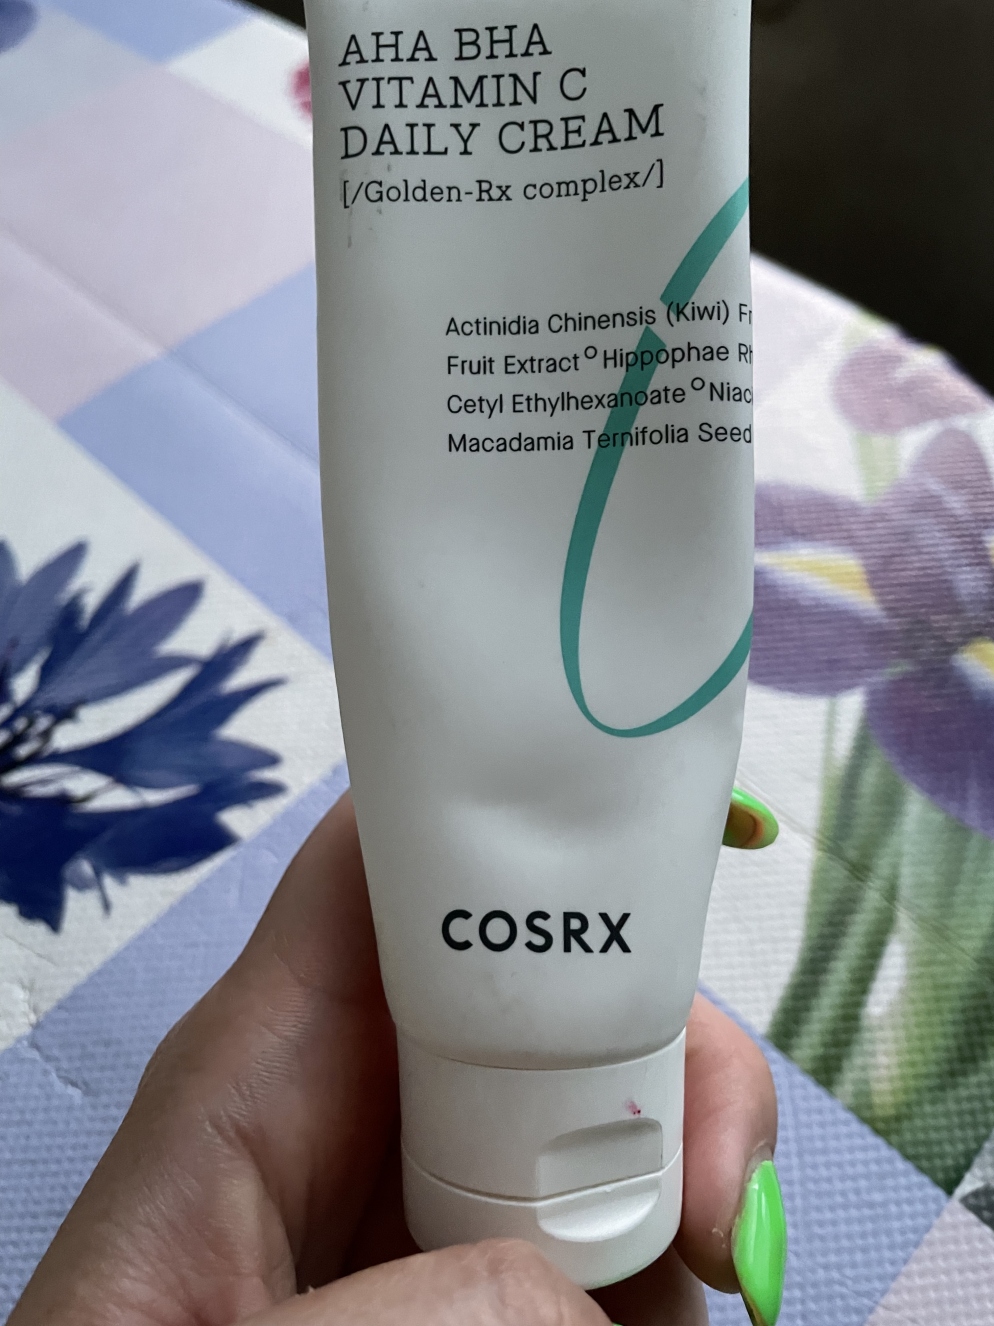 AHA BHA
VITAMIN C
DAILY CREAM
[/Golden-Rx complex/]
Actinidia Chinensis (Kiwi)
Fruit Extract ° Hippophae
Cetyl Ethylhexanoate °
Macadamia Ternifolia Seed
COSRX